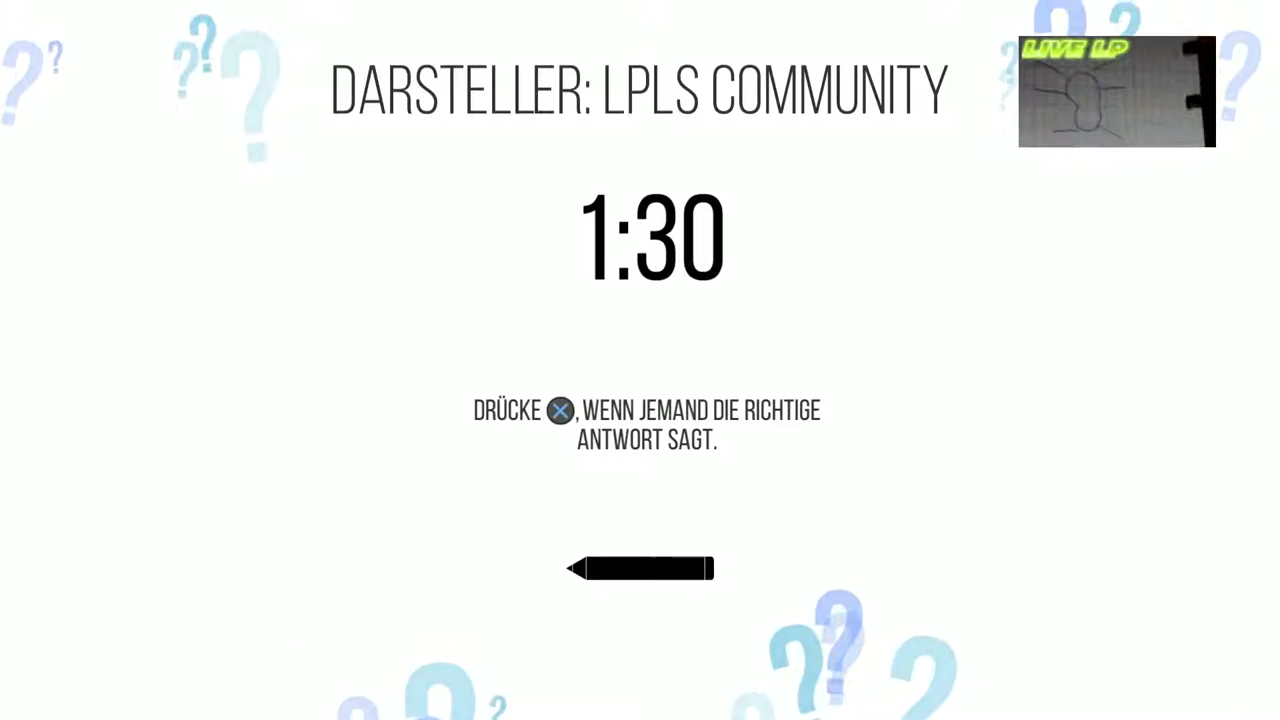 DARSTELLER: LPLS COMMUNITY
LIVE LP
1:30
DRÜCKE , WENN JEMAND DIE RICHTIGE
ANTWORT SAGT.